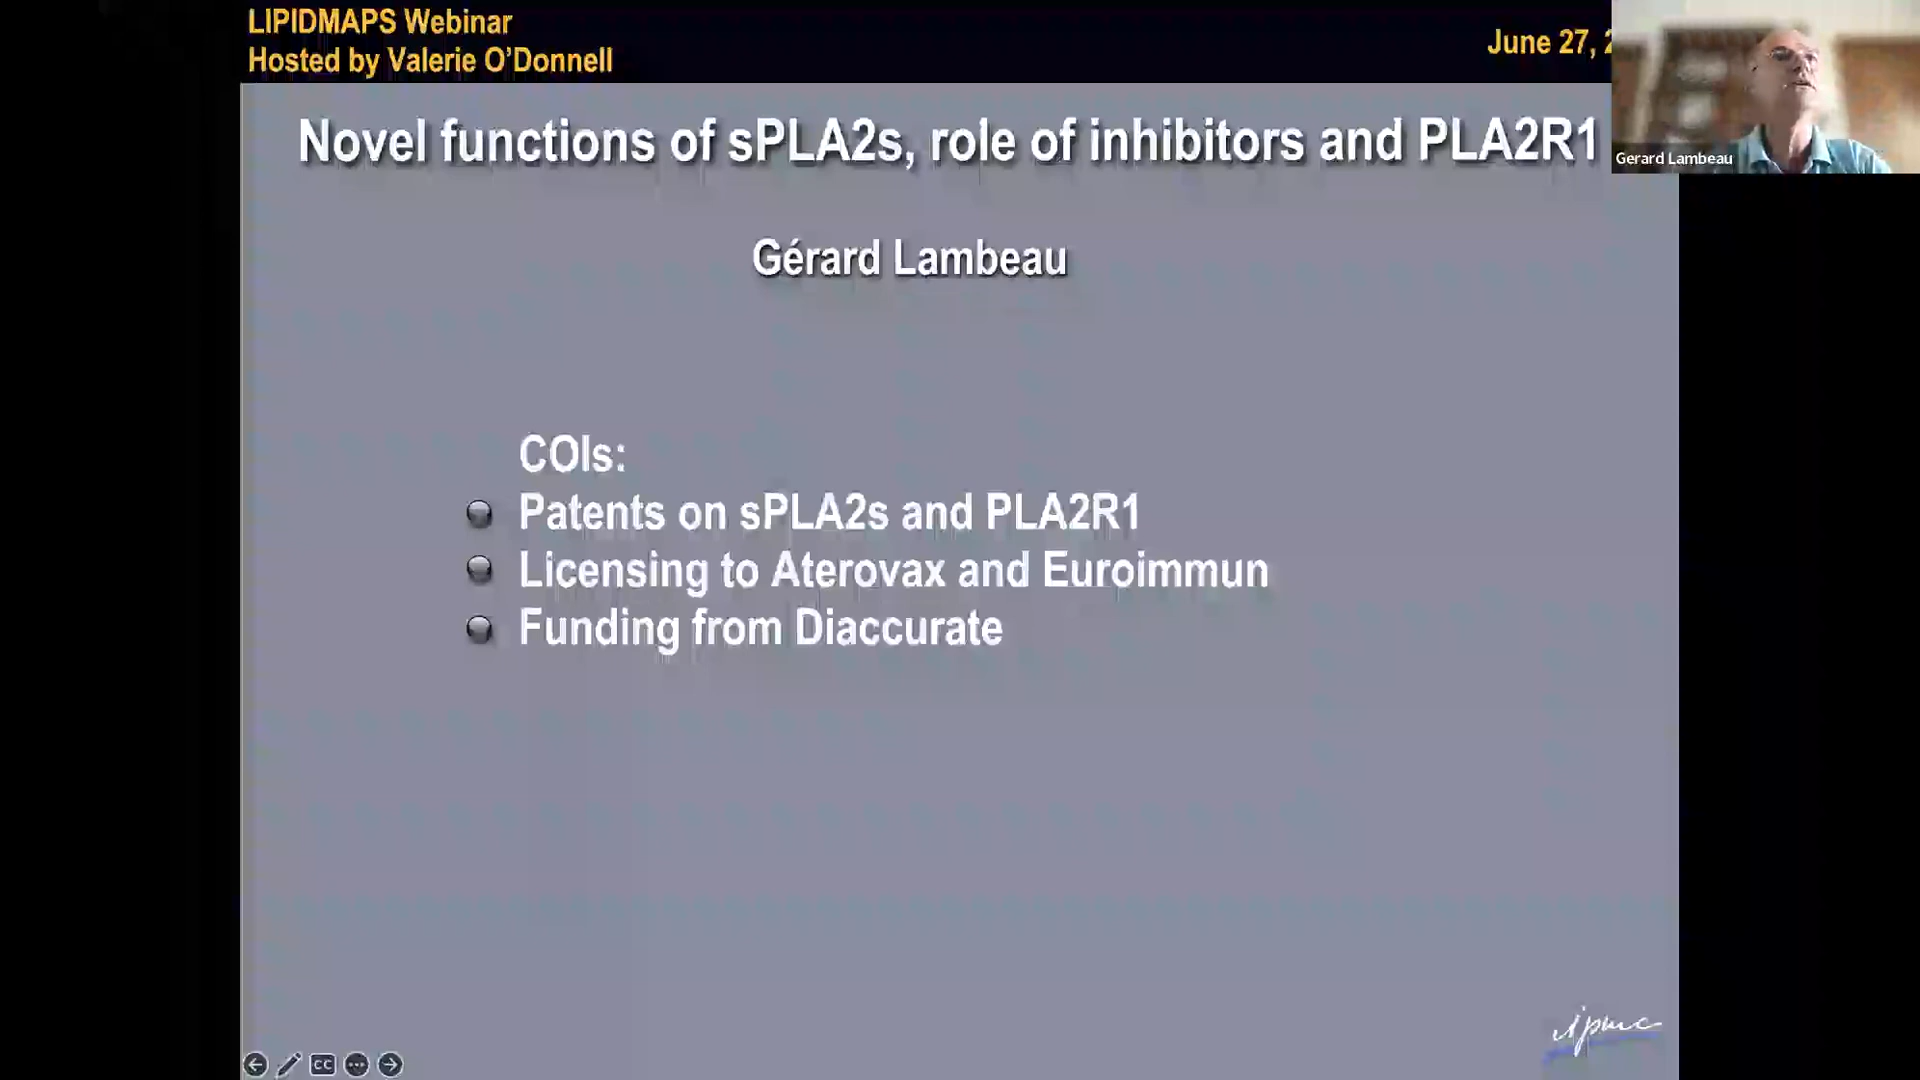 LIPIDMAPS Webinar
Hosted by Valerie O’Donnell
June 27,
Gerard Lambeau
Novel functions of sPLA2s, role of inhibitors and PLA2R1
Gérard Lambeau
COIs:
Patents on sPLA2s and PLA2R1
Licensing to Aterovax and Euroimmun
Funding from Diaccurate
ipmc
CC